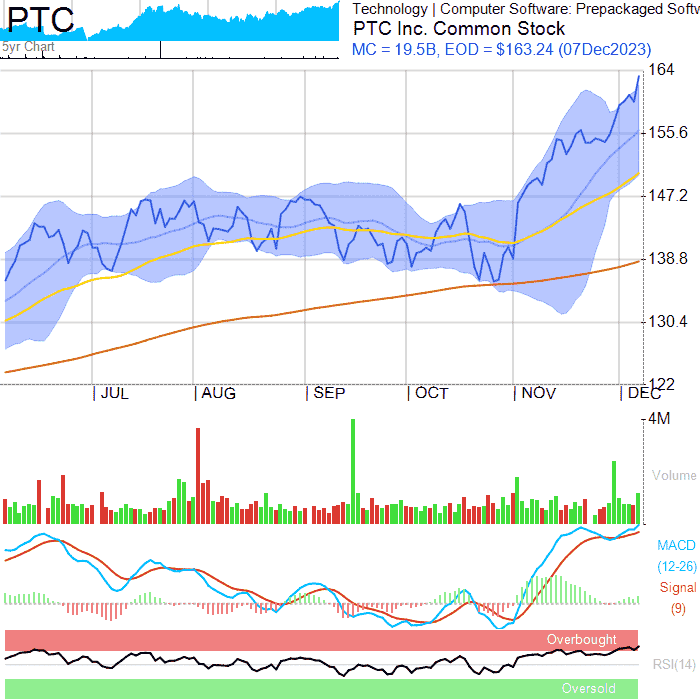 PTC
5yr Chart
Technology | Computer Software: Prepackaged Softw
PTC Inc. Common Stock
MC = 19.5B, EOD = $163.24 (07Dec2023)
164
155.6
147.2
138.8
130.4
122
JUL AUG SEP OCT NOV DEC
4M
Volume
MACD
(12-26)
Signal
(9)
Overbought
RSI(14)
Oversold